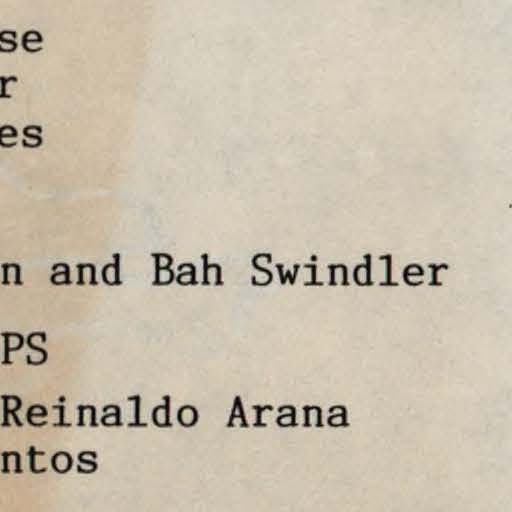 se
r
es
n and Bah Swindler
PS
Reinaldo Arana
ntos